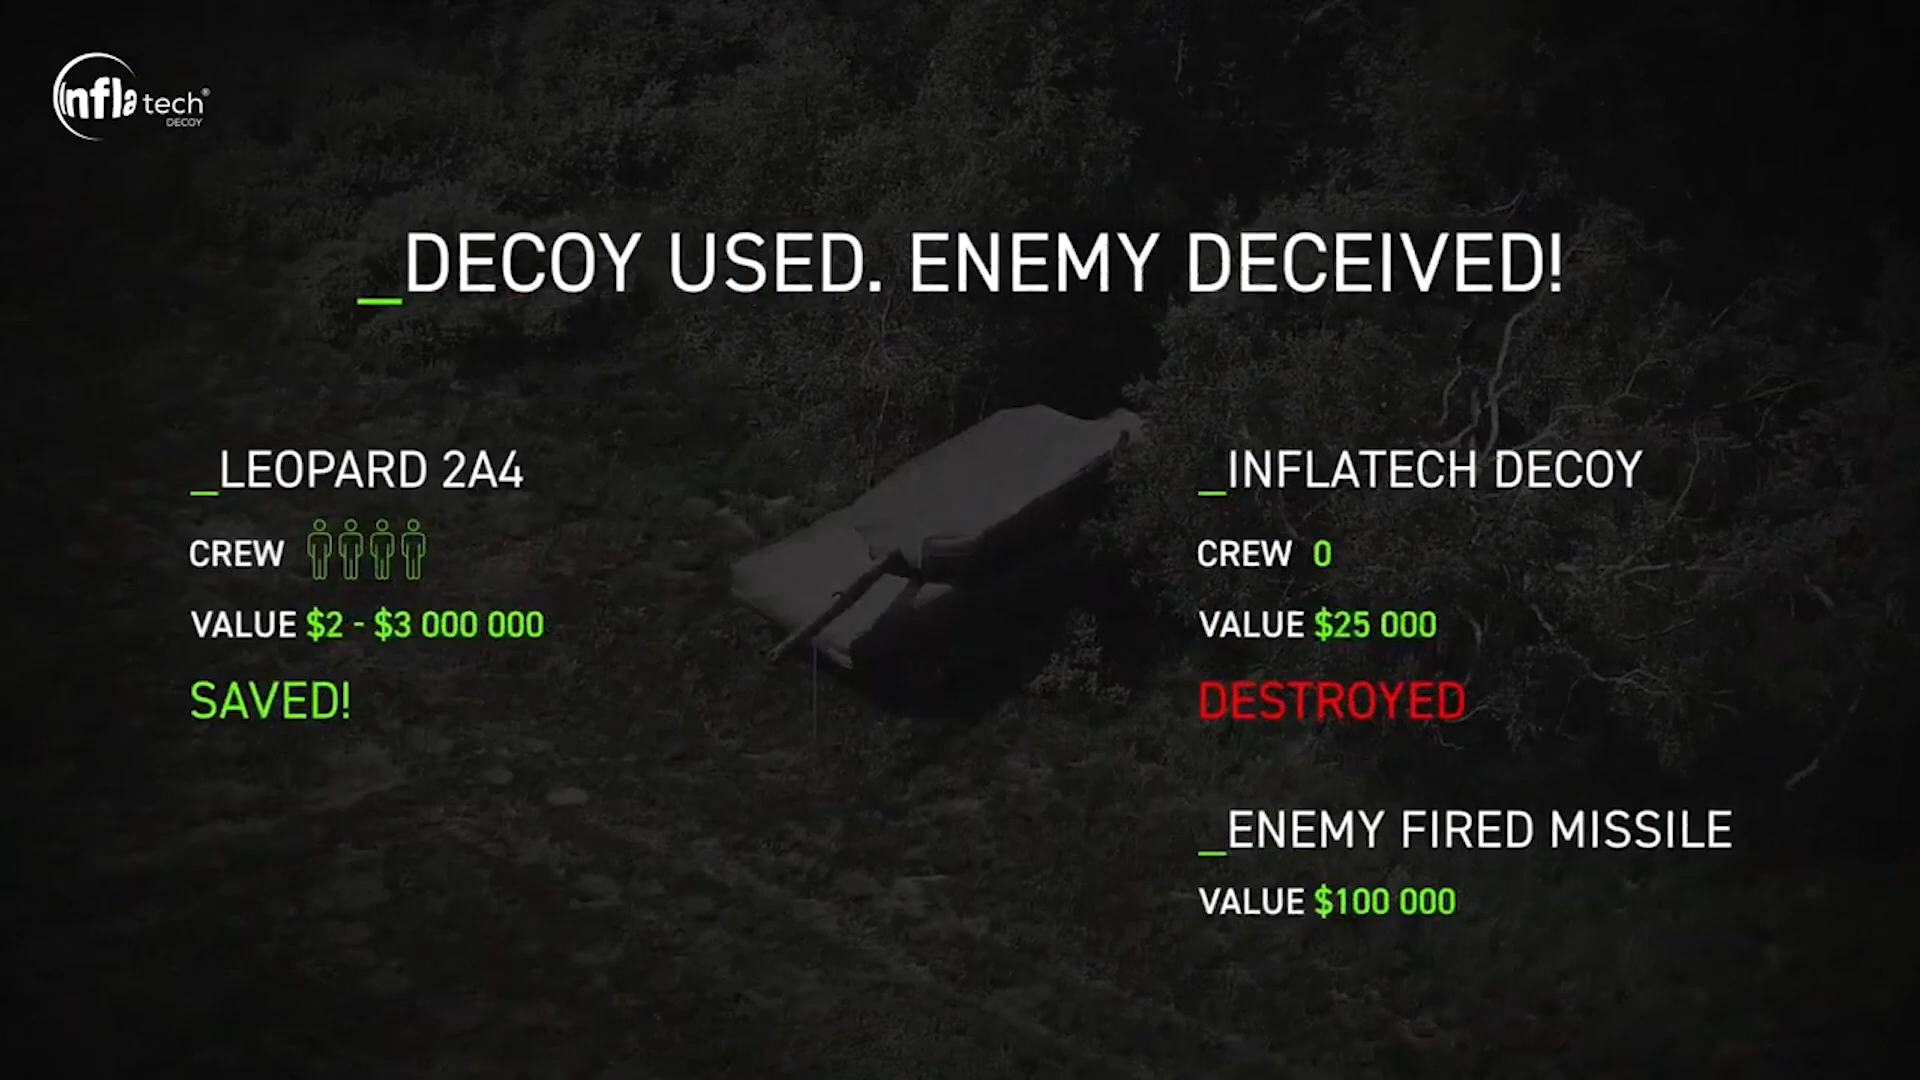 Inflatech®
DECOY
_DECOY USED. ENEMY DECEIVED!
_LEOPARD 2A4
CREW
VALUE $2 - $3 000 000
SAVED!
_INFLATECH DECOY
CREW 0
VALUE $25 000
DESTROYED
_ENEMY FIRED MISSILE
VALUE $100 000